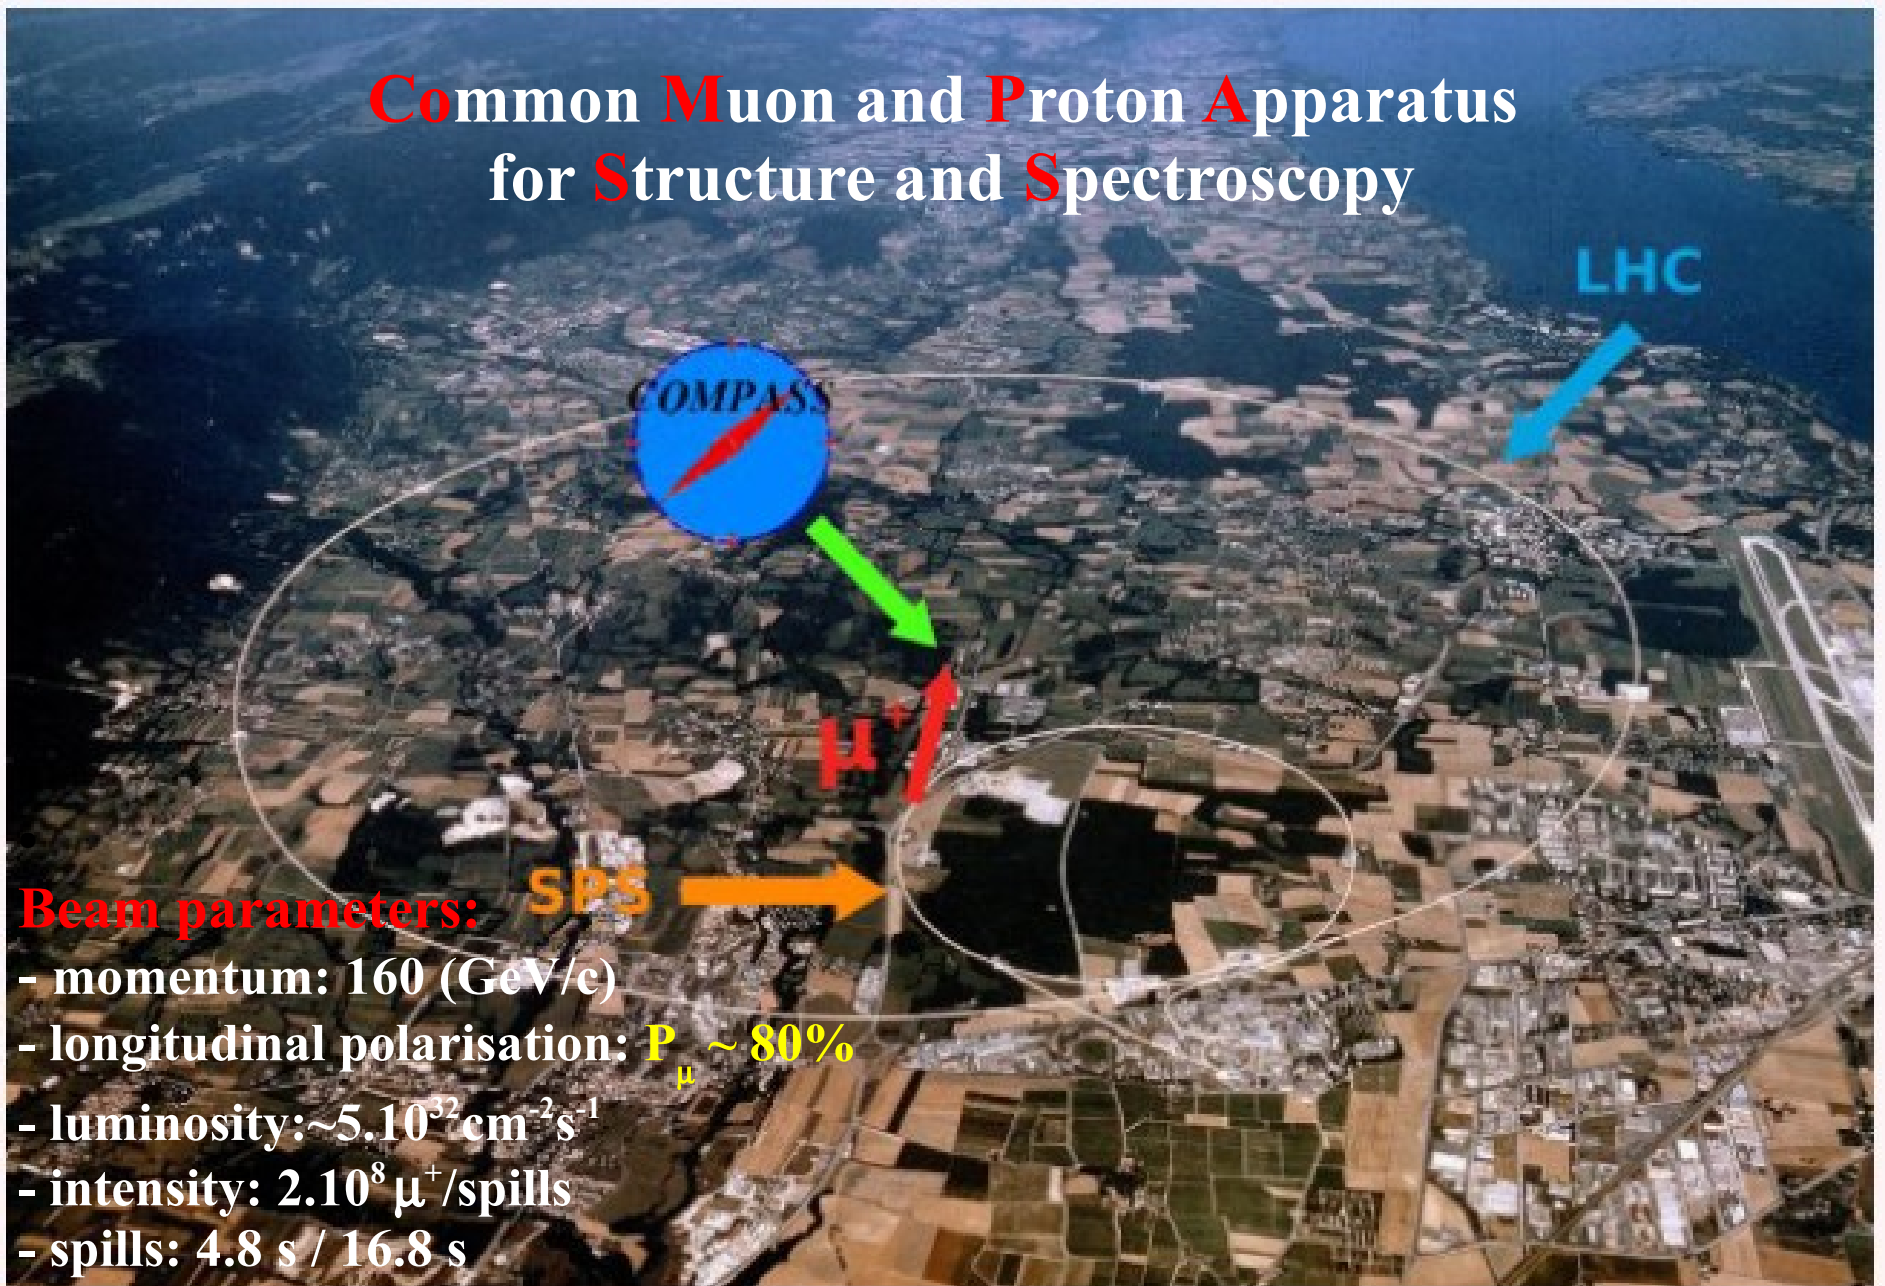 Common Muon and Proton Apparatus
for Structure and Spectroscopy
LHC
COMPASS
μ⁺
SPS
Beam parameters:
- momentum: 160 (GeV/c)
- longitudinal polarisation: Pμ ~ 80%
- luminosity:~5.10³²cm⁻²s⁻¹
- intensity: 2.10⁸ μ⁺/spills
- spills: 4.8 s / 16.8 s